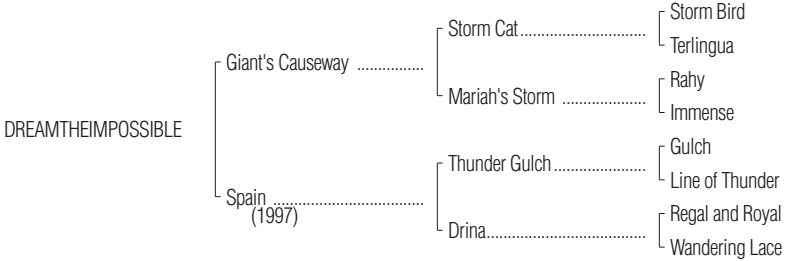 Storm Bird
Storm Cat..............................
Terlingua
Giant's Causeway ................
Rahy
Mariah's Storm ....................
Immense
DREAMTHEIMPOSSIBLE
Gulch
Thunder Gulch......................
Line of Thunder
Spain ....................................
(1997)
Regal and Royal
Drina......................................
Wandering Lace